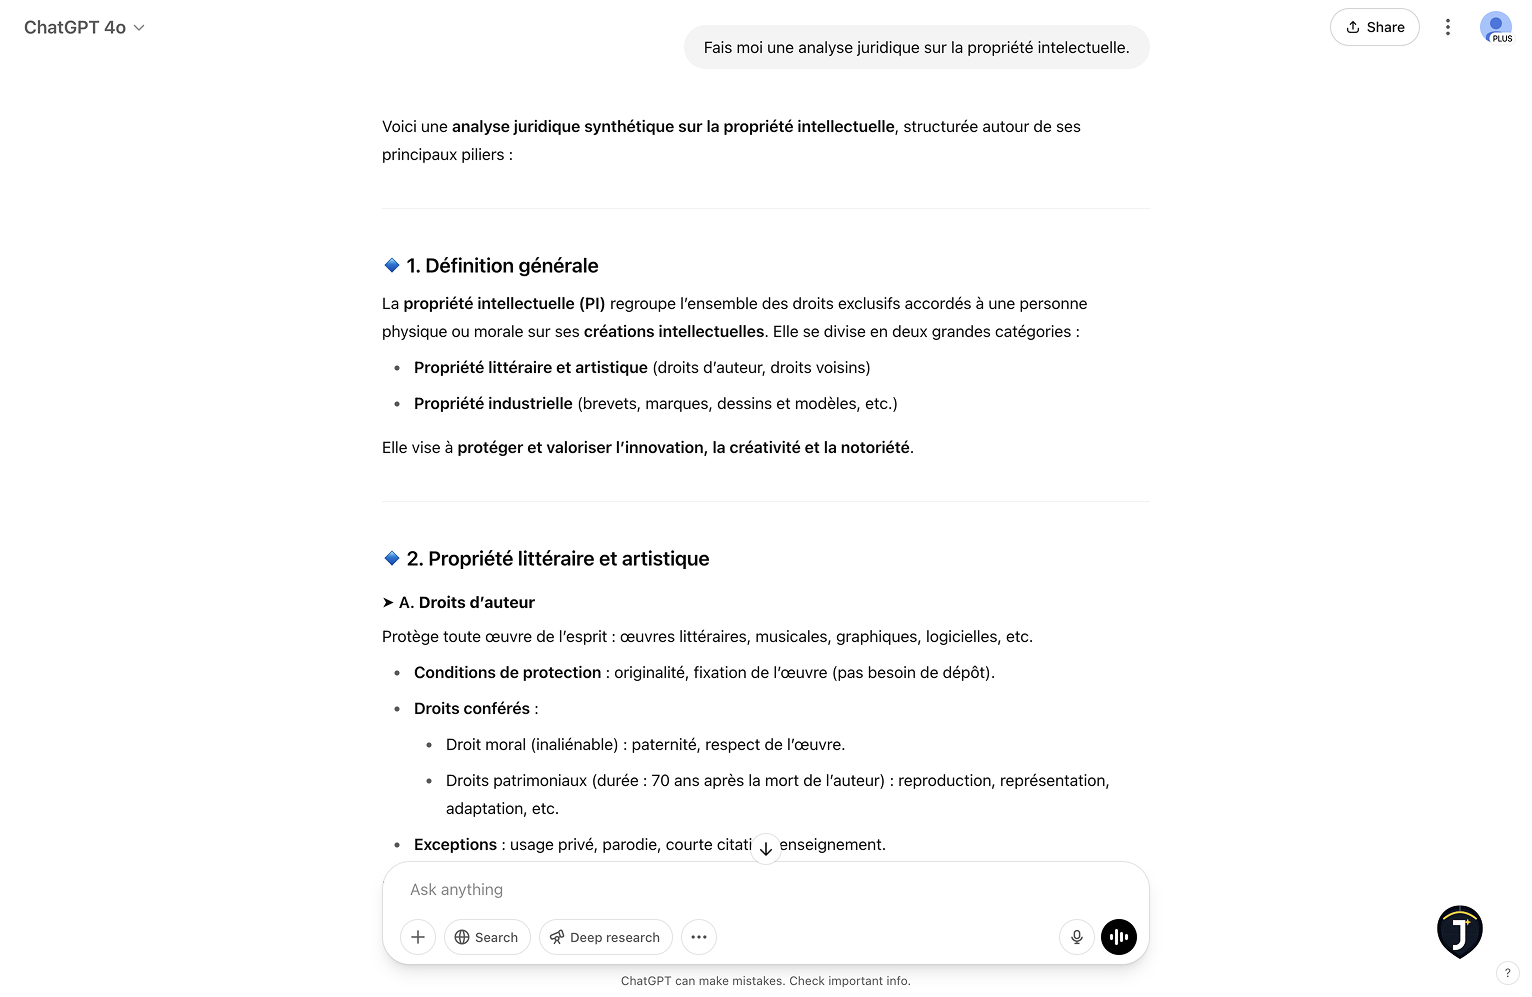 ChatGPT 4o
Share
PLUS
Fais moi une analyse juridique sur la propriété intelectuelle.
Voici une analyse juridique synthétique sur la propriété intellectuelle, structurée autour de ses
principaux piliers :
1. Définition générale
La propriété intellectuelle (PI) regroupe l’ensemble des droits exclusifs accordés à une personne
physique ou morale sur ses créations intellectuelles. Elle se divise en deux grandes catégories :
• Propriété littéraire et artistique (droits d’auteur, droits voisins)
• Propriété industrielle (brevets, marques, dessins et modèles, etc.)
Elle vise à protéger et valoriser l’innovation, la créativité et la notoriété.
2. Propriété littéraire et artistique
➤ A. Droits d’auteur
Protège toute œuvre de l’esprit : œuvres littéraires, musicales, graphiques, logicielles, etc.
• Conditions de protection : originalité, fixation de l’œuvre (pas besoin de dépôt).
• Droits conférés :
• Droit moral (inaliénable) : paternité, respect de l’œuvre.
• Droits patrimoniaux (durée : 70 ans après la mort de l’auteur) : reproduction, représentation,
adaptation, etc.
• Exceptions : usage privé, parodie, courte citati enseignement.
Ask anything
Search
Deep research
J
ChatGPT can make mistakes. Check important info.
?